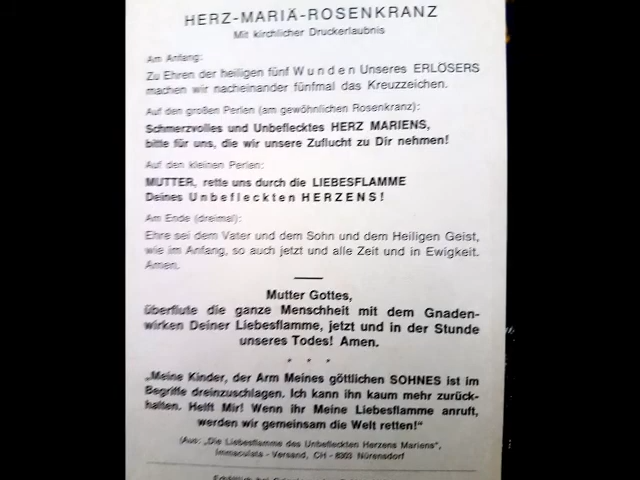 HERZ-MARIÄ-ROSENKRANZ
Mit kirchlicher Druckerlaubnis
Am Anfang:
Zu Ehren der heiligen fünf Wunden Unseres ERLÖSERS
machen wir nacheinander fünfmal das Kreuzzeichen.
Auf den großen Perlen (am gewöhnlichen Rosenkranz):
Schmerzvolles und Unbeflecktes HERZ MARIENS,
bitte für uns, die wir unsere Zuflucht zu Dir nehmen!
Auf den kleinen Perlen:
MUTTER, rette uns durch die LIEBESFLAMME
Deines Unbefleckten HERZENS!
Am Ende (dreimal):
Ehre sei dem Vater und dem Sohn und dem Heiligen Geist,
wie im Anfang, so auch jetzt und alle Zeit und in Ewigkeit.
Amen.
Mutter Gottes,
überflute die ganze Menschheit mit dem Gnaden-
wirken Deiner Liebesflamme, jetzt und in der Stunde
unseres Todes! Amen.
* * *
„Meine Kinder, der Arm Meines göttlichen SOHNES ist im
Begriffe dreinzuschlagen. Ich kann ihn kaum mehr zurück-
halten. Helft Mir! Wenn ihr Meine Liebesflamme anruft,
werden wir gemeinsam die Welt retten!“
(Aus: „Die Liebesflamme des Unbefleckten Herzens Mariens“,
Immaculata - Versand, CH - 8303 Nürensdorf